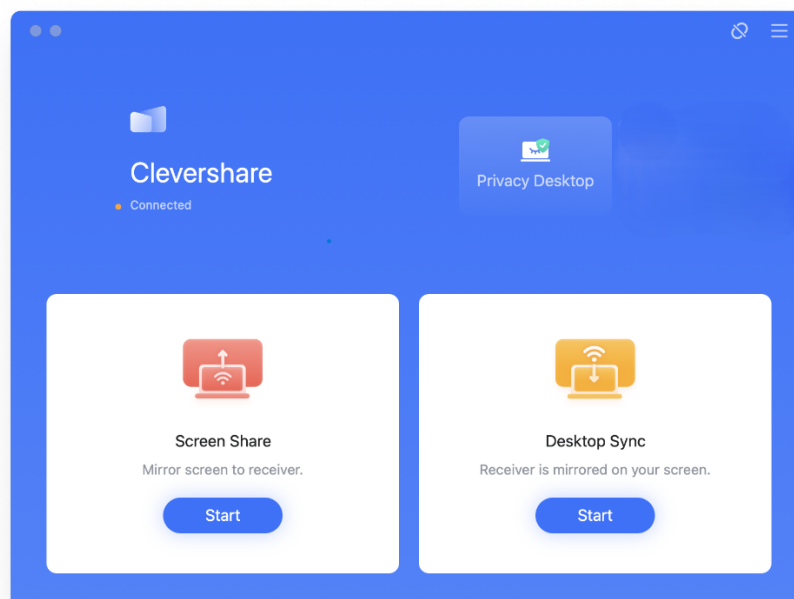 Clevershare
Connected
Privacy Desktop
Screen Share
Mirror screen to receiver.
Start
Desktop Sync
Receiver is mirrored on your screen.
Start